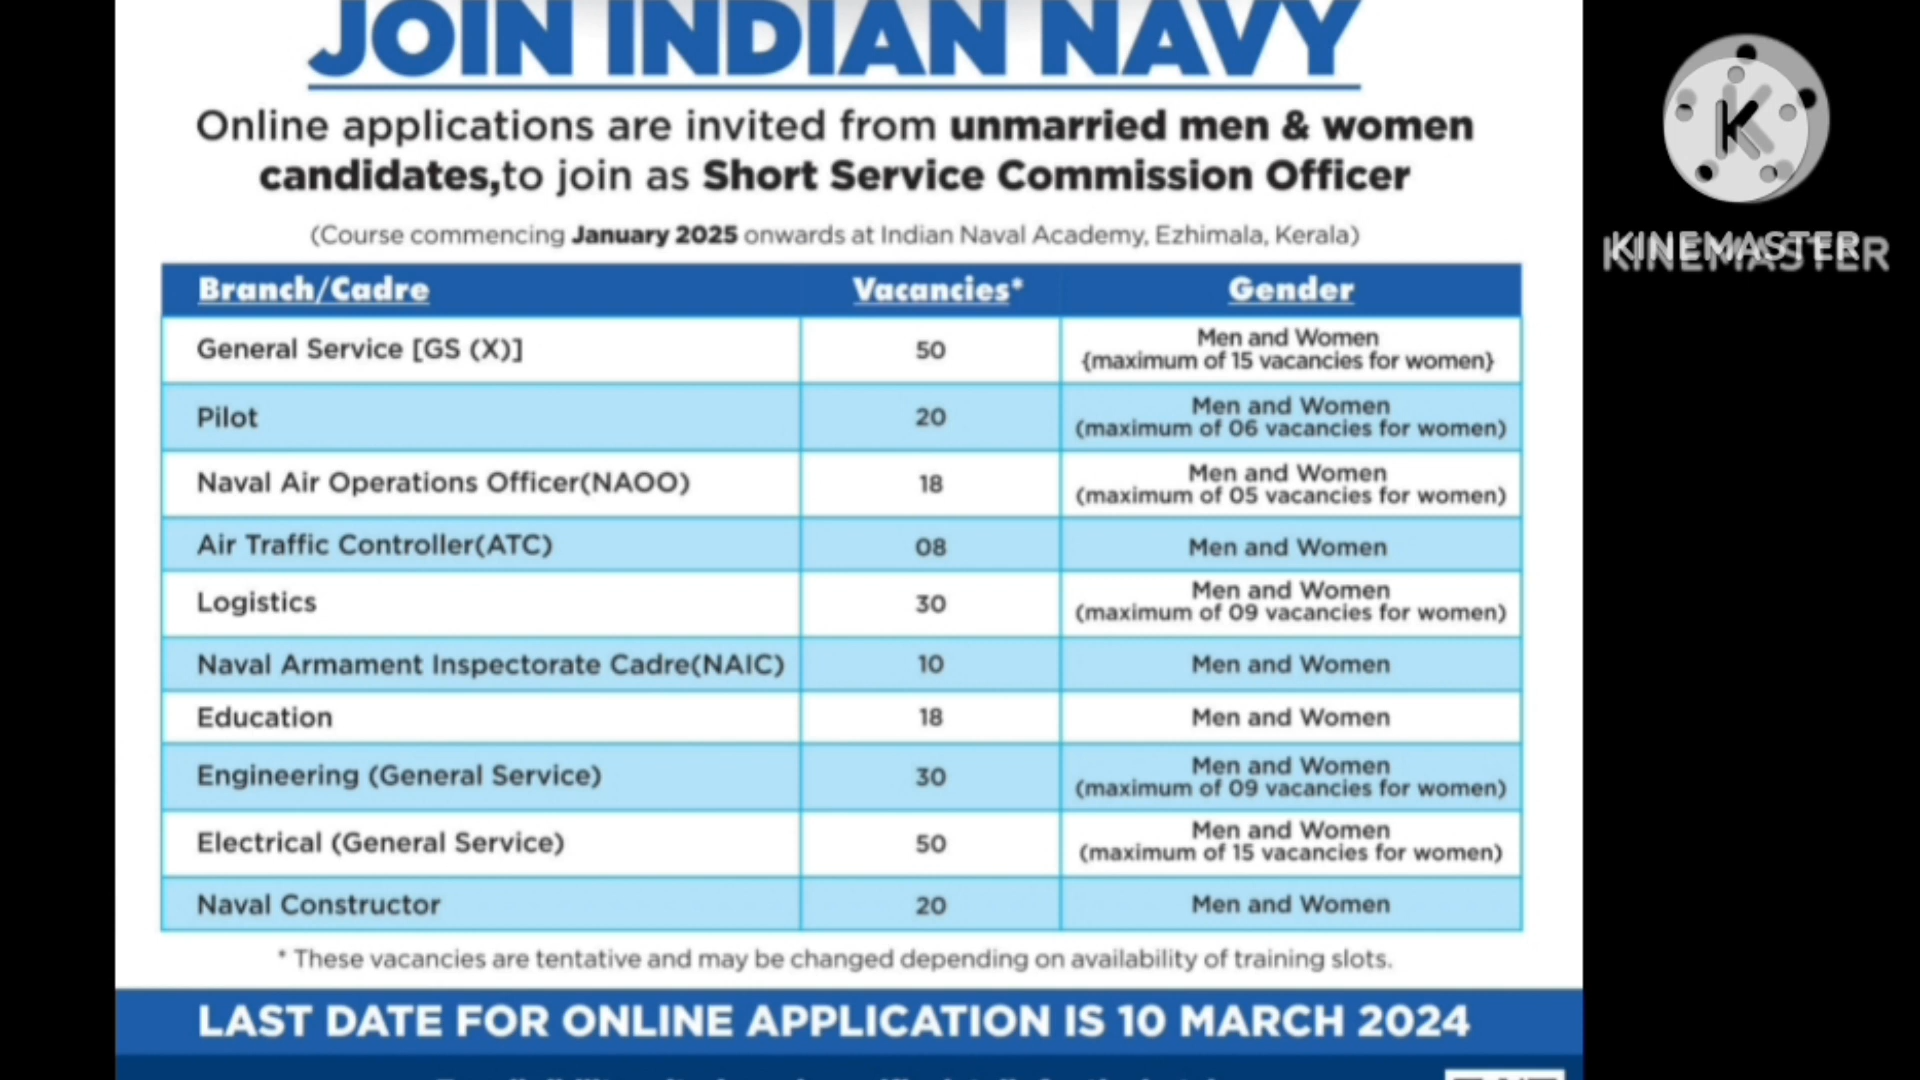 JOIN INDIAN NAVY
Online applications are invited from unmarried men & women
candidates,to join as Short Service Commission Officer
(Course commencing January 2025 onwards at Indian Naval Academy, Ezhimala, Kerala)
Branch/Cadre Vacancies* Gender
General Service [GS (X)] 50 Men and Women
{maximum of 15 vacancies for women}
Pilot 20 Men and Women
(maximum of 06 vacancies for women)
Naval Air Operations Officer(NAOO) 18 Men and Women
(maximum of 05 vacancies for women)
Air Traffic Controller(ATC) 08 Men and Women
Logistics 30 Men and Women
(maximum of 09 vacancies for women)
Naval Armament Inspectorate Cadre(NAIC) 10 Men and Women
Education 18 Men and Women
Engineering (General Service) 30 Men and Women
(maximum of 09 vacancies for women)
Electrical (General Service) 50 Men and Women
(maximum of 15 vacancies for women)
Naval Constructor 20 Men and Women
* These vacancies are tentative and may be changed depending on availability of training slots.
LAST DATE FOR ONLINE APPLICATION IS 10 MARCH 2024
K
KINEMASTER